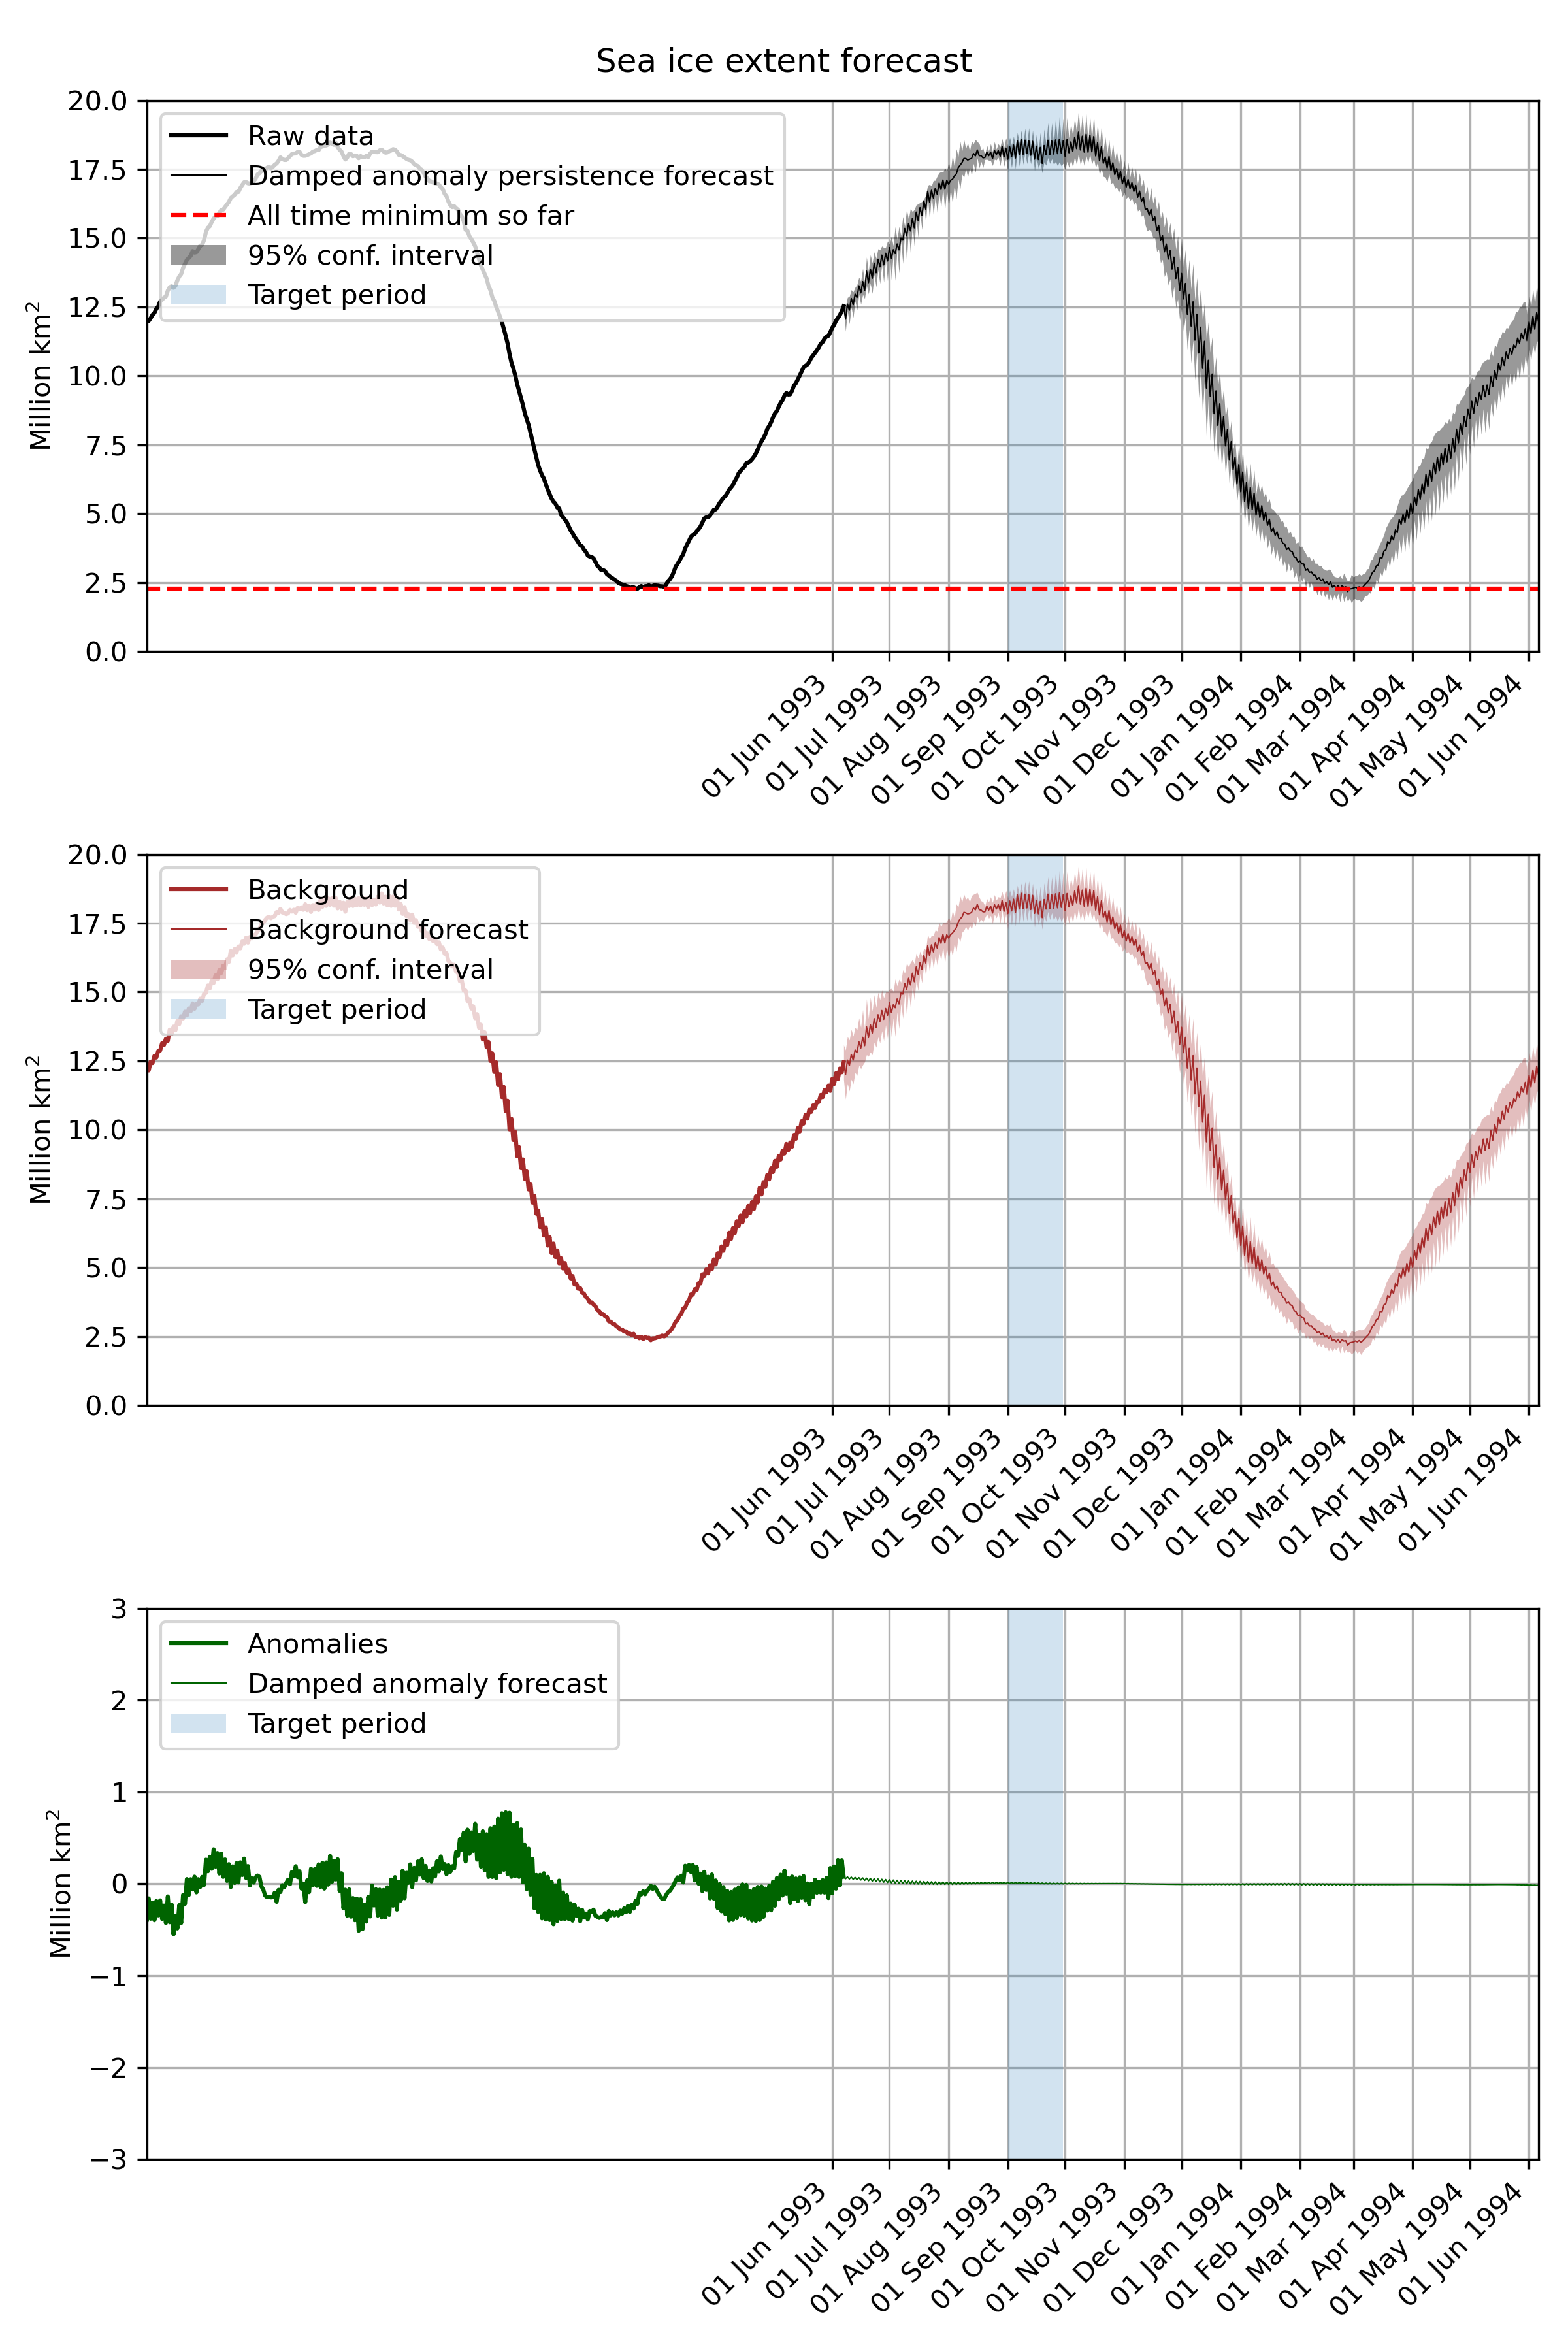 Sea ice extent forecast
20.0
17.5
15.0
12.5
10.0
7.5
5.0
2.5
0.0
Million km²
Raw data
Damped anomaly persistence forecast
All time minimum so far
95% conf. interval
Target period
01 Jun 1993
01 Jul 1993
01 Aug 1993
01 Sep 1993
01 Oct 1993
01 Nov 1993
01 Dec 1993
01 Jan 1994
01 Feb 1994
01 Mar 1994
01 Apr 1994
01 May 1994
01 Jun 1994
20.0
17.5
15.0
12.5
10.0
7.5
5.0
2.5
0.0
Million km²
Background
Background forecast
95% conf. interval
Target period
01 Jun 1993
01 Jul 1993
01 Aug 1993
01 Sep 1993
01 Oct 1993
01 Nov 1993
01 Dec 1993
01 Jan 1994
01 Feb 1994
01 Mar 1994
01 Apr 1994
01 May 1994
01 Jun 1994
3
2
1
0
−1
−2
−3
Million km²
Anomalies
Damped anomaly forecast
Target period
01 Jun 1993
01 Jul 1993
01 Aug 1993
01 Sep 1993
01 Oct 1993
01 Nov 1993
01 Dec 1993
01 Jan 1994
01 Feb 1994
01 Mar 1994
01 Apr 1994
01 May 1994
01 Jun 1994